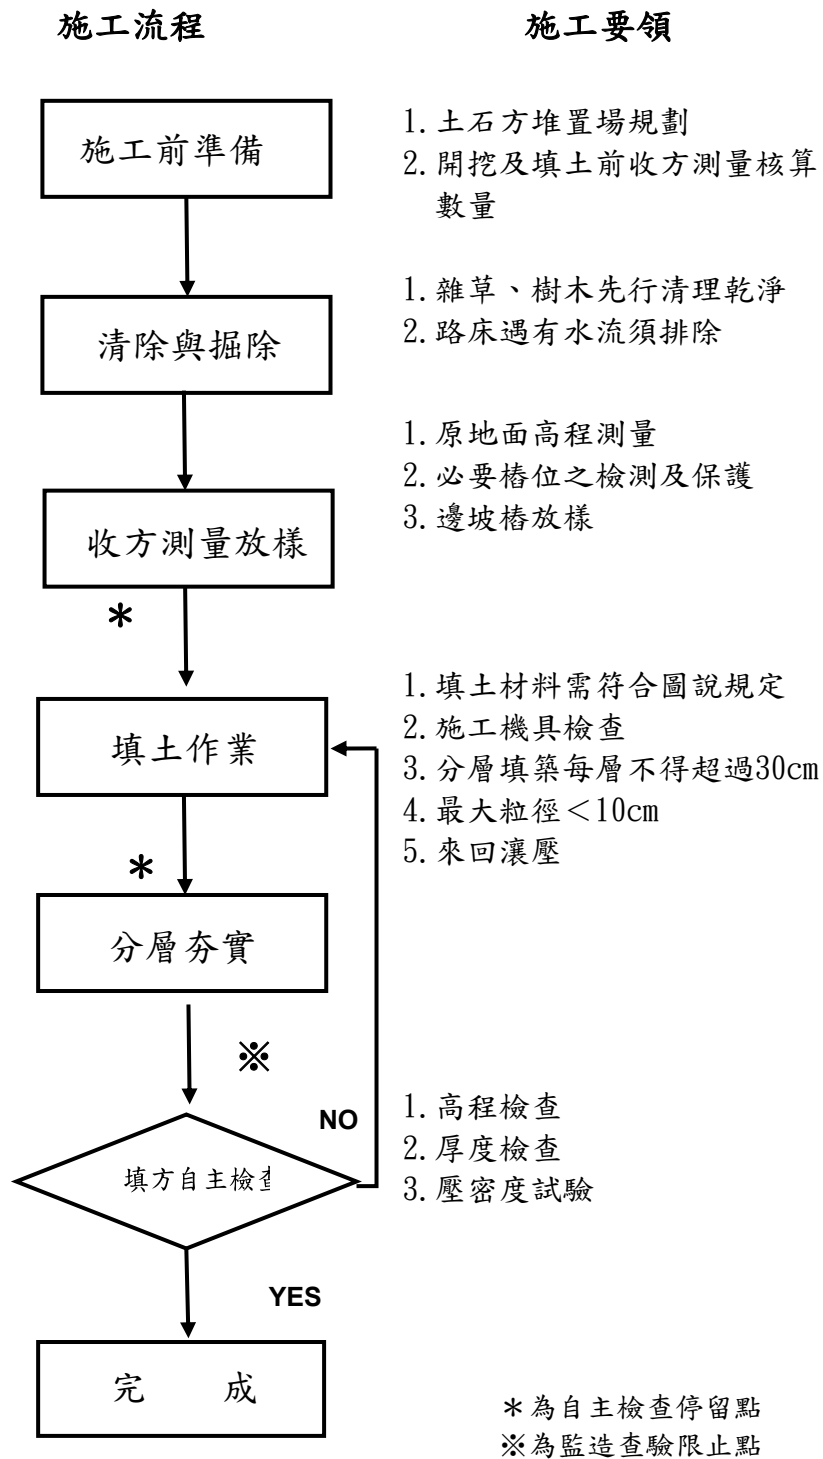 施工流程
施工要領
施工前準備
1. 土石方堆置場規劃
2. 開挖及填土前收方測量核算
數量
清除與掘除
1. 雜草、樹木先行清理乾淨
2. 路床遇有水流須排除
收方測量放樣
1. 原地面高程測量
2. 必要樁位之檢測及保護
3. 邊坡樁放樣
*
填土作業
1. 填土材料需符合圖說規定
2. 施工機具檢查
3. 分層填築每層不得超過30cm
4. 最大粒徑＜10cm
5. 來回滾壓
*
分層夯實
※
NO
填方自主檢查
1. 高程檢查
2. 厚度檢查
3. 壓密度試驗
YES
完 成
*為自主檢查停留點
※為監造查驗限止點